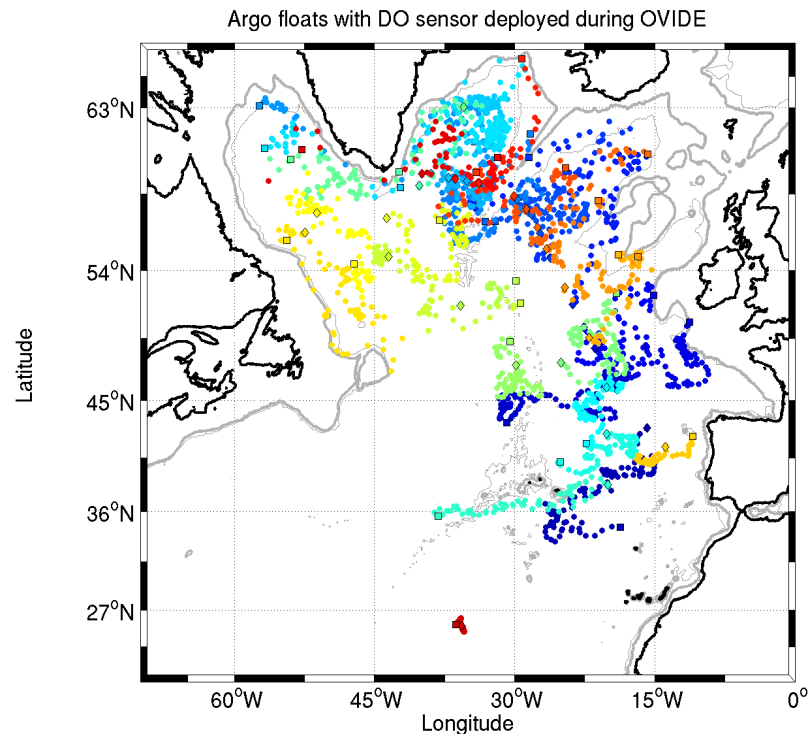 Argo floats with DO sensor deployed during OVIDE
63°N
54°N
45°N
36°N
27°N
Latitude
60°W 45°W 30°W 15°W 0°
Longitude